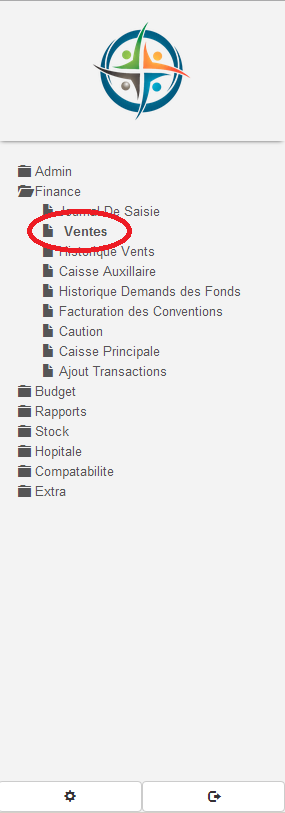 Admin
Finance
Journal De Saisie
Ventes
Historique Vents
Caisse Auxillaire
Historique Demands des Fonds
Facturation des Conventions
Caution
Caisse Principale
Ajout Transactions
Budget
Rapports
Stock
Hopitale
Compatabilite
Extra